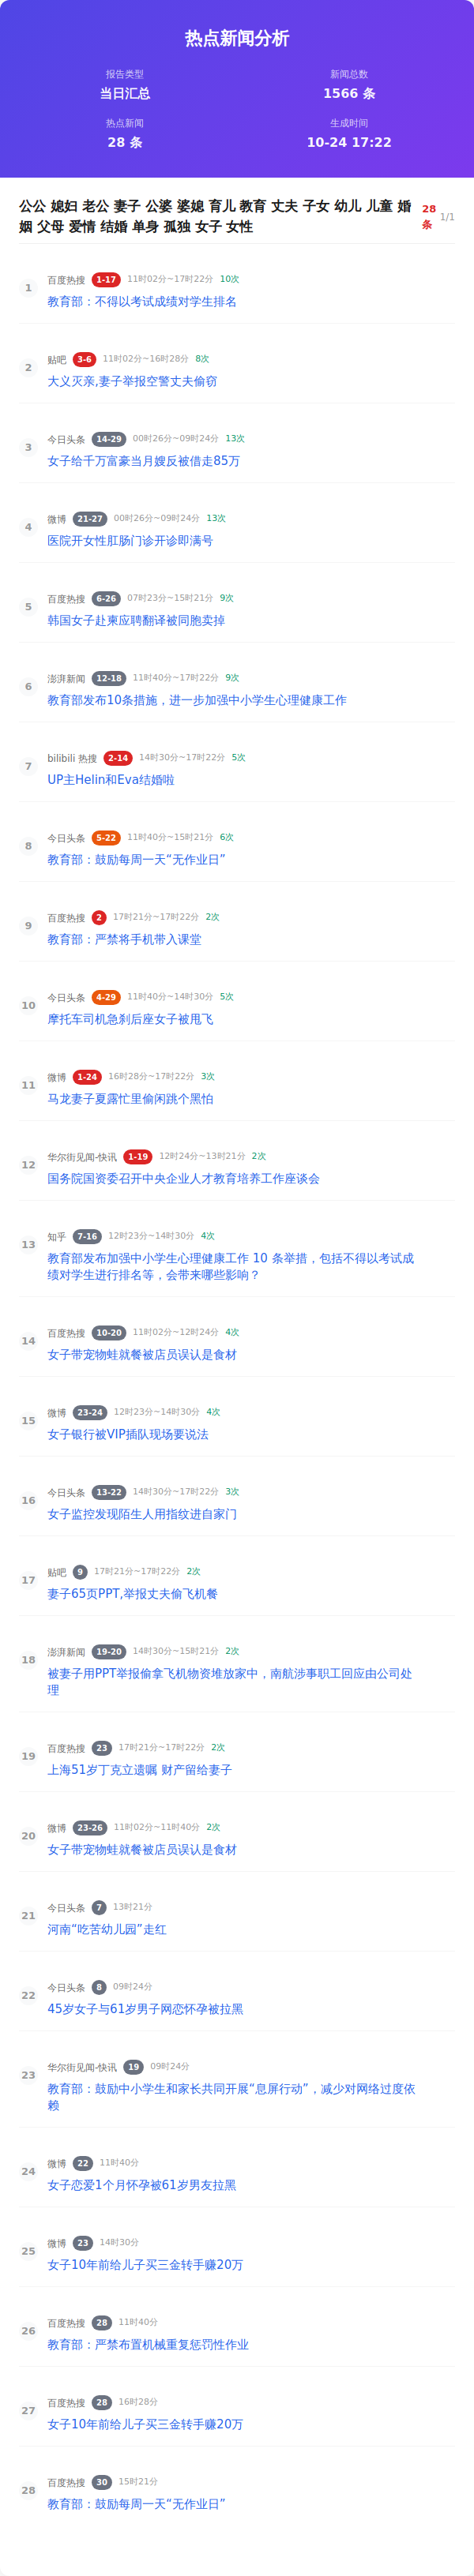 热点新闻分析
报告类型
新闻总数
当日汇总
1566 条
热点新闻
生成时间
28 条
10-24 17:22
公公 媳妇 老公 妻子 公婆 婆媳 育儿 教育 丈夫 子女 幼儿 儿童 婚
姻 父母 爱情 结婚 单身 孤独 女子 女性
28
条
1/1
1
百度热搜 1-17 11时02分~17时22分 10次
教育部：不得以考试成绩对学生排名
2
贴吧 3-6 11时02分~16时28分 8次
大义灭亲,妻子举报空警丈夫偷窃
3
今日头条 14-29 00时26分~09时24分 13次
女子给千万富豪当月嫂反被借走85万
4
微博 21-27 00时26分~09时24分 13次
医院开女性肛肠门诊开诊即满号
5
百度热搜 6-26 07时23分~15时21分 9次
韩国女子赴柬应聘翻译被同胞卖掉
6
澎湃新闻 12-18 11时40分~17时22分 9次
教育部发布10条措施，进一步加强中小学生心理健康工作
7
bilibili 热搜 2-14 14时30分~17时22分 5次
UP主Helin和Eva结婚啦
8
今日头条 5-22 11时40分~15时21分 6次
教育部：鼓励每周一天“无作业日”
9
百度热搜 2 17时21分~17时22分 2次
教育部：严禁将手机带入课堂
10
今日头条 4-29 11时40分~14时30分 5次
摩托车司机急刹后座女子被甩飞
11
微博 1-24 16时28分~17时22分 3次
马龙妻子夏露忙里偷闲跳个黑怕
12
华尔街见闻-快讯 1-19 12时24分~13时21分 2次
国务院国资委召开中央企业人才教育培养工作座谈会
13
知乎 7-16 12时23分~14时30分 4次
教育部发布加强中小学生心理健康工作 10 条举措，包括不得以考试成
绩对学生进行排名等，会带来哪些影响？
14
百度热搜 10-20 11时02分~12时24分 4次
女子带宠物蛙就餐被店员误认是食材
15
微博 23-24 12时23分~14时30分 4次
女子银行被VIP插队现场要说法
16
今日头条 13-22 14时30分~17时22分 3次
女子监控发现陌生人用指纹进自家门
17
贴吧 9 17时21分~17时22分 2次
妻子65页PPT,举报丈夫偷飞机餐
18
澎湃新闻 19-20 14时30分~15时21分 2次
被妻子用PPT举报偷拿飞机物资堆放家中，南航涉事职工回应由公司处
理
19
百度热搜 23 17时21分~17时22分 2次
上海51岁丁克立遗嘱 财产留给妻子
20
微博 23-26 11时02分~11时40分 2次
女子带宠物蛙就餐被店员误认是食材
21
今日头条 7 13时21分
河南“吃苦幼儿园”走红
22
今日头条 8 09时24分
45岁女子与61岁男子网恋怀孕被拉黑
23
华尔街见闻-快讯 19 09时24分
教育部：鼓励中小学生和家长共同开展“息屏行动”，减少对网络过度依
赖
24
微博 22 11时40分
女子恋爱1个月怀孕被61岁男友拉黑
25
微博 23 14时30分
女子10年前给儿子买三金转手赚20万
26
百度热搜 28 11时40分
教育部：严禁布置机械重复惩罚性作业
27
百度热搜 28 16时28分
女子10年前给儿子买三金转手赚20万
28
百度热搜 30 15时21分
教育部：鼓励每周一天“无作业日”